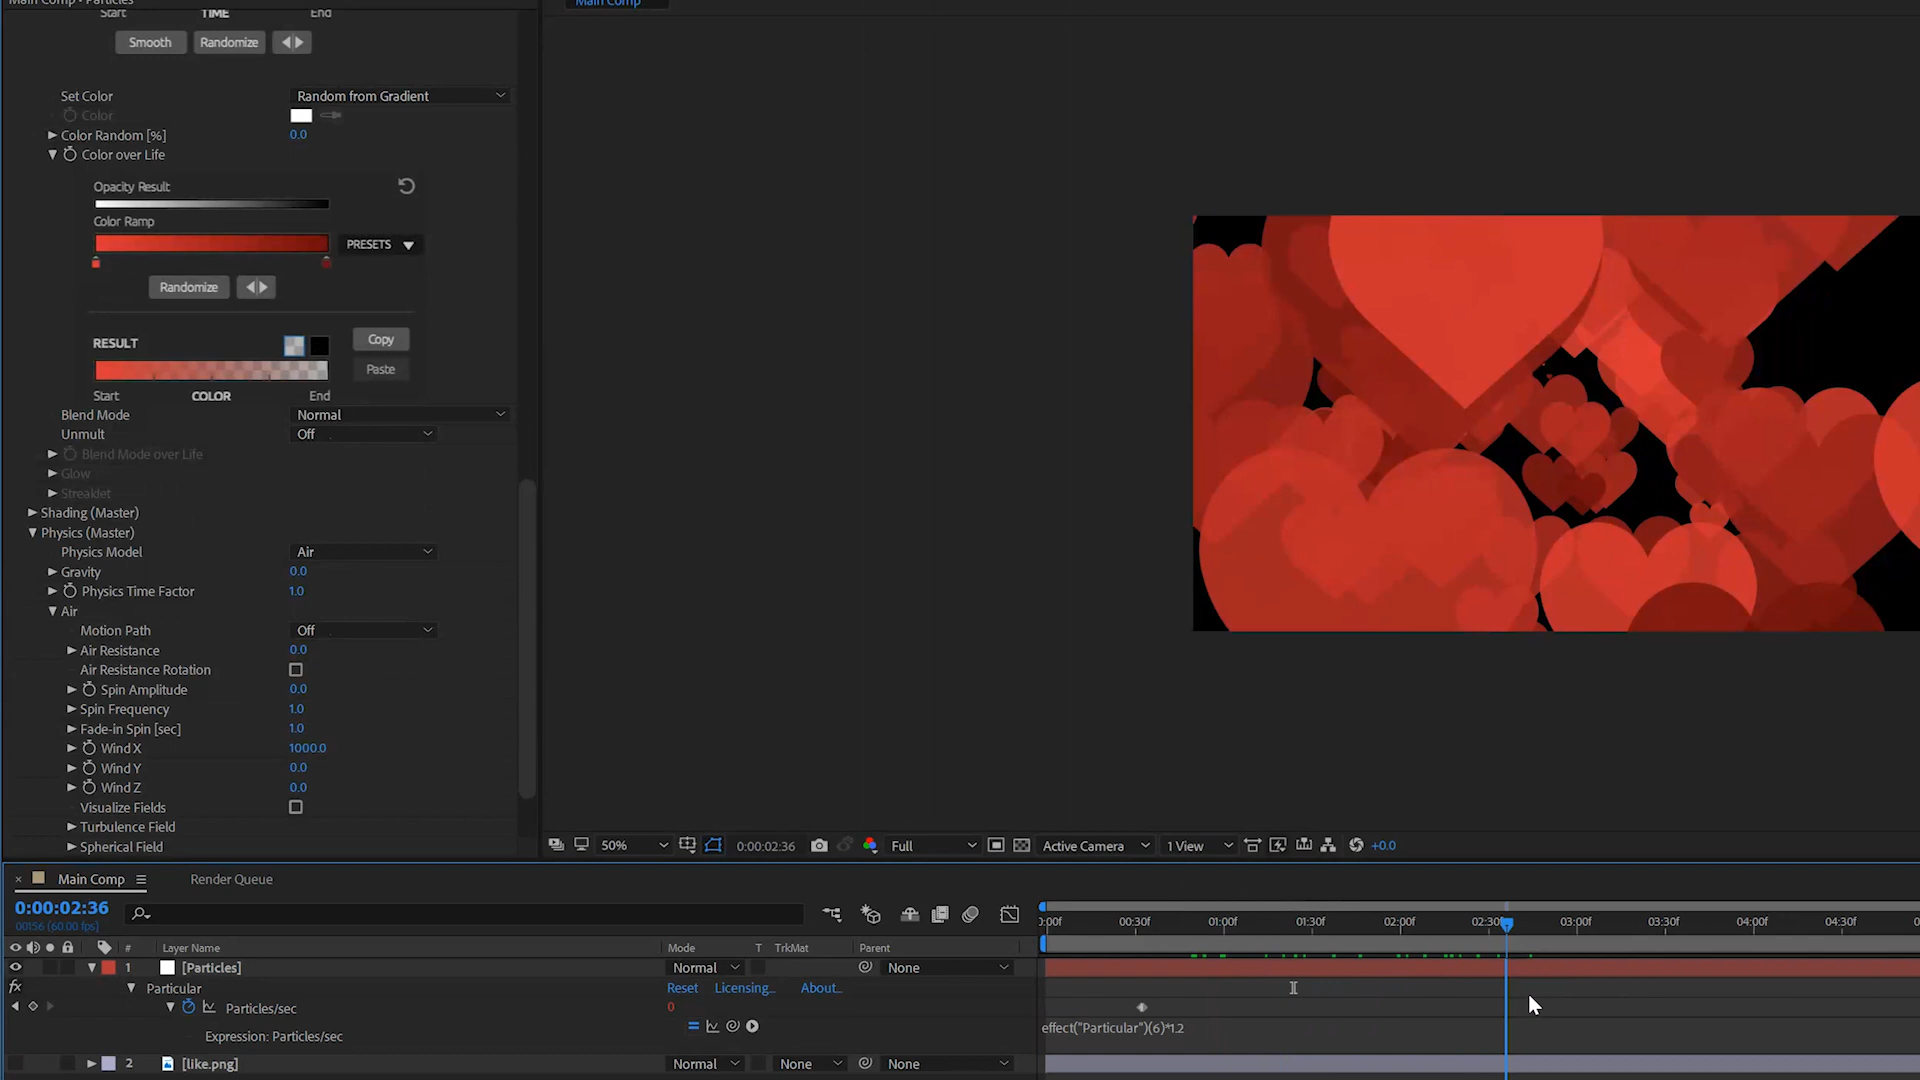 Main Comp - Particles
Start TIME End
Smooth Randomize
Set Color Random from Gradient
Color
Color Random [%] 0.0
Color over Life
Opacity Result
Color Ramp
PRESETS
Randomize
RESULT Copy
Paste
Start COLOR End
Blend Mode Normal
Unmult Off
Blend Mode over Life
Glow
Streaklet
Shading (Master)
Physics (Master)
Physics Model Air
Gravity 0.0
Physics Time Factor 1.0
Air
Motion Path Off
Air Resistance 0.0
Air Resistance Rotation
Spin Amplitude 0.0
Spin Frequency 1.0
Fade-in Spin [sec] 1.0
Wind X 1000.0
Wind Y 0.0
Wind Z 0.0
Visualize Fields
Turbulence Field
Spherical Field
Main Comp
50% 0:00:02:36 Full Active Camera 1 View +0.0
Main Comp Render Queue
0:00:02:36
00156 (60.00 fps)
:00f 00:30f 01:00f 01:30f 02:00f 02:30f 03:00f 03:30f 04:00f 04:30f
# Layer Name Mode T TrkMat Parent
1 [Particles] Normal None
fx Particular Reset Licensing... About...
Particles/sec 0
Expression: Particles/sec effect("Particular")(6)*1.2
2 [like.png] Normal None None